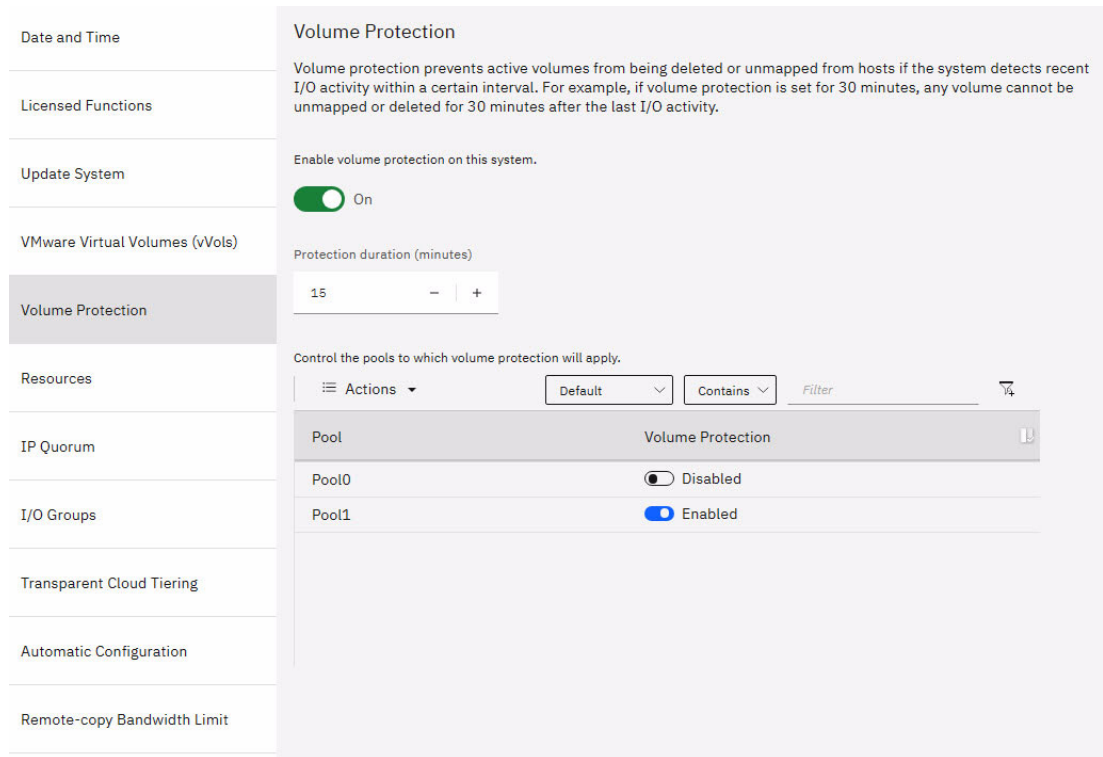 Date and Time
Licensed Functions
Update System
VMware Virtual Volumes (vVols)
Volume Protection
Resources
IP Quorum
I/O Groups
Transparent Cloud Tiering
Automatic Configuration
Remote-copy Bandwidth Limit
Volume Protection
Volume protection prevents active volumes from being deleted or unmapped from hosts if the system detects recent
I/O activity within a certain interval. For example, if volume protection is set for 30 minutes, any volume cannot be
unmapped or deleted for 30 minutes after the last I/O activity.
Enable volume protection on this system.
On
Protection duration (minutes)
15 − +
Control the pools to which volume protection will apply.
Actions Default Contains Filter
Pool Volume Protection
Pool0 Disabled
Pool1 Enabled